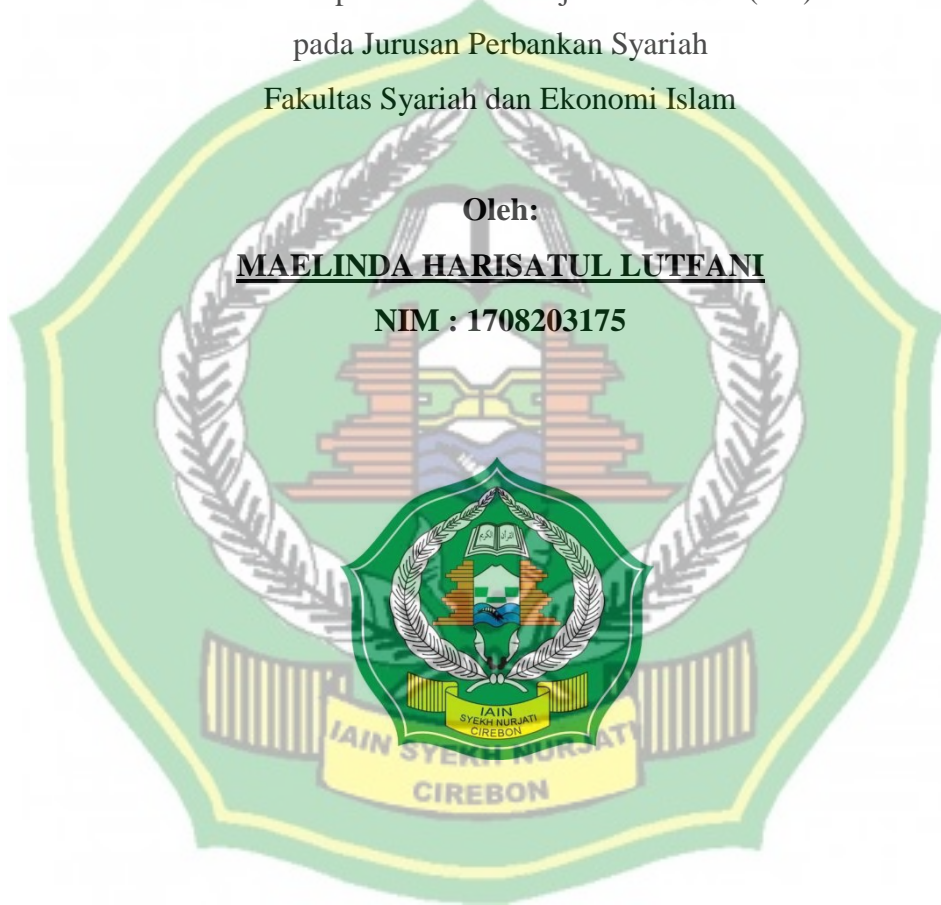 pada Jurusan Perbankan Syariah
Fakultas Syariah dan Ekonomi Islam
Oleh:
MAELINDA HARISATUL LUTFANI
NIM : 1708203175
IAIN
SYEKH NURJATI
CIREBON
IAIN SYEKH NURJATI
CIREBON